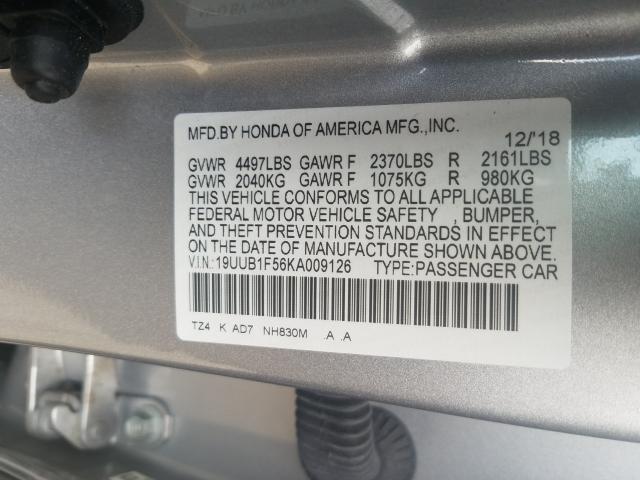 MFD.BY HONDA OF AMERICA MFG.,INC.
12/'18
GVWR 4497LBS GAWR F 2370LBS R 2161LBS
GVWR 2040KG GAWR F 1075KG R 980KG
THIS VEHICLE CONFORMS TO ALL APPLICABLE
FEDERAL MOTOR VEHICLE SAFETY , BUMPER,
AND THEFT PREVENTION STANDARDS IN EFFECT
ON THE DATE OF MANUFACTURE SHOWN ABOVE.
V.I.N.:19UUB1F56KA009126 TYPE:PASSENGER CAR
TZ4 K AD7 NH830M .A .A